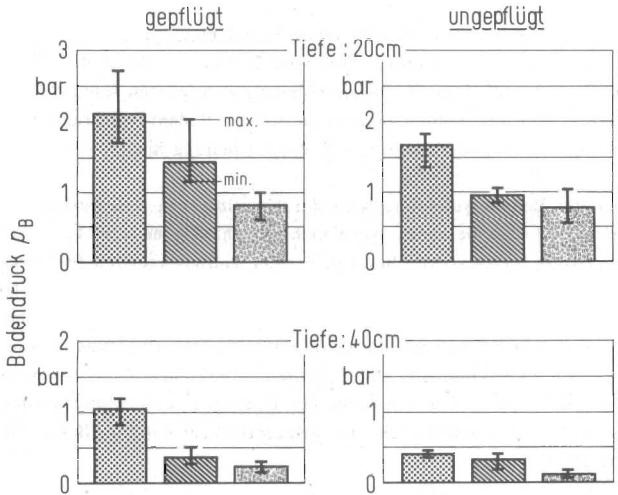 gepflügt
ungepflügt
Tiefe: 20cm
3
bar
2
1
0
max.
min.
bar
2
1
0
Bodendruck pB
Tiefe: 40cm
2
bar
1
0
bar
1
0